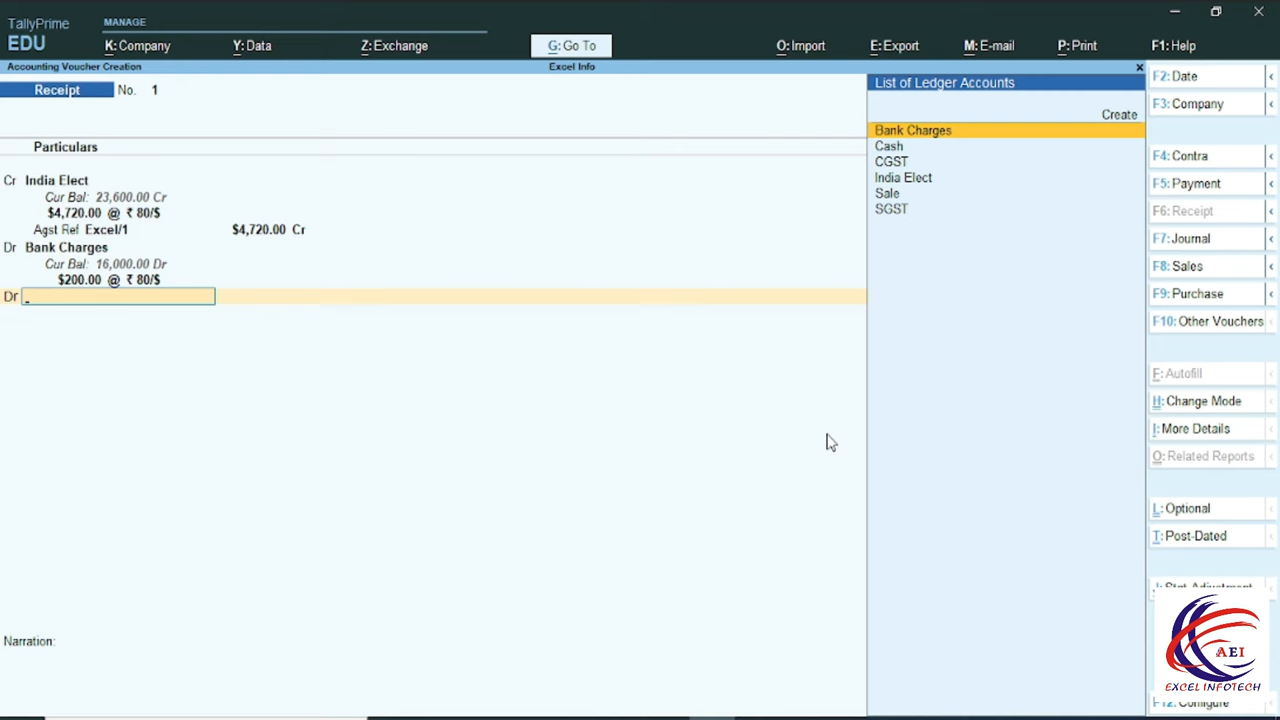 TallyPrime
EDU
MANAGE
K: Company
Y: Data
Z: Exchange
G: Go To
O: Import
E: Export
M: E-mail
P: Print
F1: Help
Accounting Voucher Creation
Excel Info
Receipt No. 1
Particulars
Cr India Elect
Cur Bal: 23,600.00 Cr
$4,720.00 @ ₹ 80/$
Agst Ref Excel/1 $4,720.00 Cr
Dr Bank Charges
Cur Bal: 16,000.00 Dr
$200.00 @ ₹ 80/$
Dr
Narration:
List of Ledger Accounts
Create
Bank Charges
Cash
CGST
India Elect
Sale
SGST
F2: Date
F3: Company
F4: Contra
F5: Payment
F6: Receipt
F7: Journal
F8: Sales
F9: Purchase
F10: Other Vouchers
F: Autofill
H: Change Mode
I: More Details
O: Related Reports
L: Optional
T: Post-Dated
J: Stat Adjustment
AEI
EXCEL INFOTECH
F12: Configure